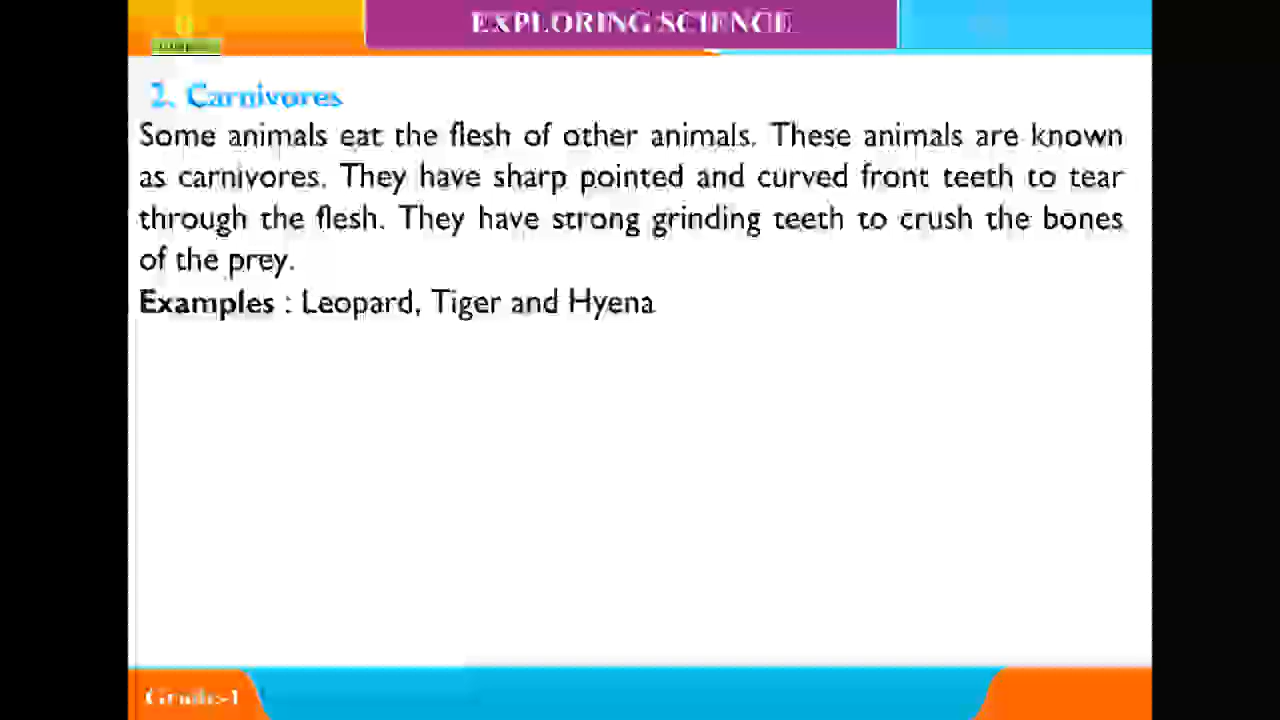 EXPLORING SCIENCE
2. Carnivores
Some animals eat the flesh of other animals. These animals are known
as carnivores. They have sharp pointed and curved front teeth to tear
through the flesh. They have strong grinding teeth to crush the bones
of the prey.
Examples : Leopard, Tiger and Hyena